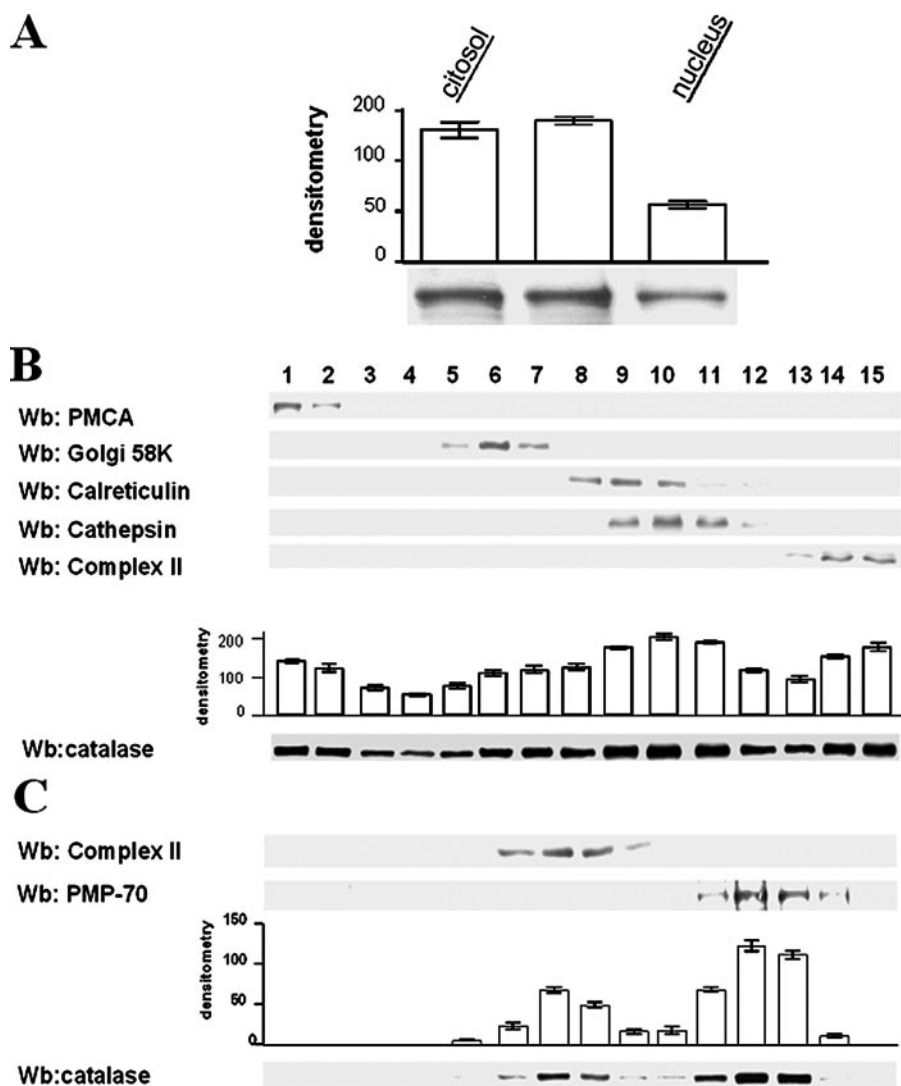 A
citosol
nucleus
densitometry
200
100
50
0
B
1 2 3 4 5 6 7 8 9 10 11 12 13 14 15
Wb: PMCA
Wb: Golgi 58K
Wb: Calreticulin
Wb: Cathepsin
Wb: Complex II
densitometry
200
100
0
Wb:catalase
C
Wb: Complex II
Wb: PMP-70
densitometry
150
100
50
0
Wb:catalase